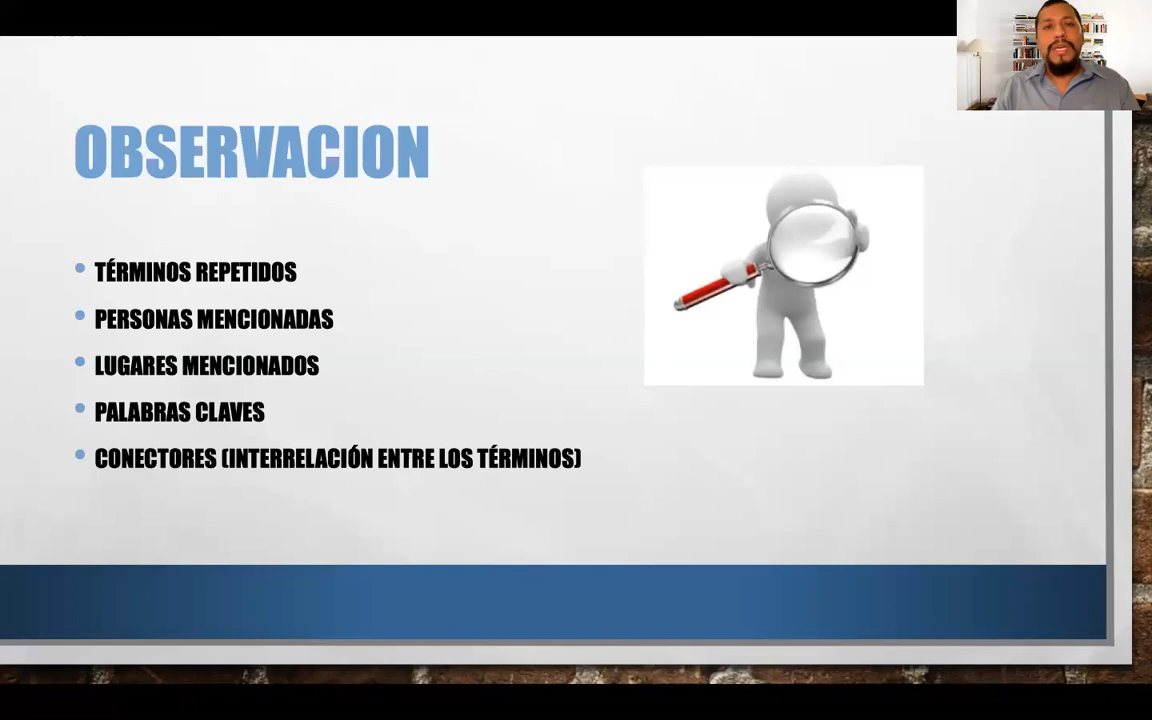 OBSERVACION
TÉRMINOS REPETIDOS
PERSONAS MENCIONADAS
LUGARES MENCIONADOS
PALABRAS CLAVES
CONECTORES (INTERRELACIÓN ENTRE LOS TÉRMINOS)